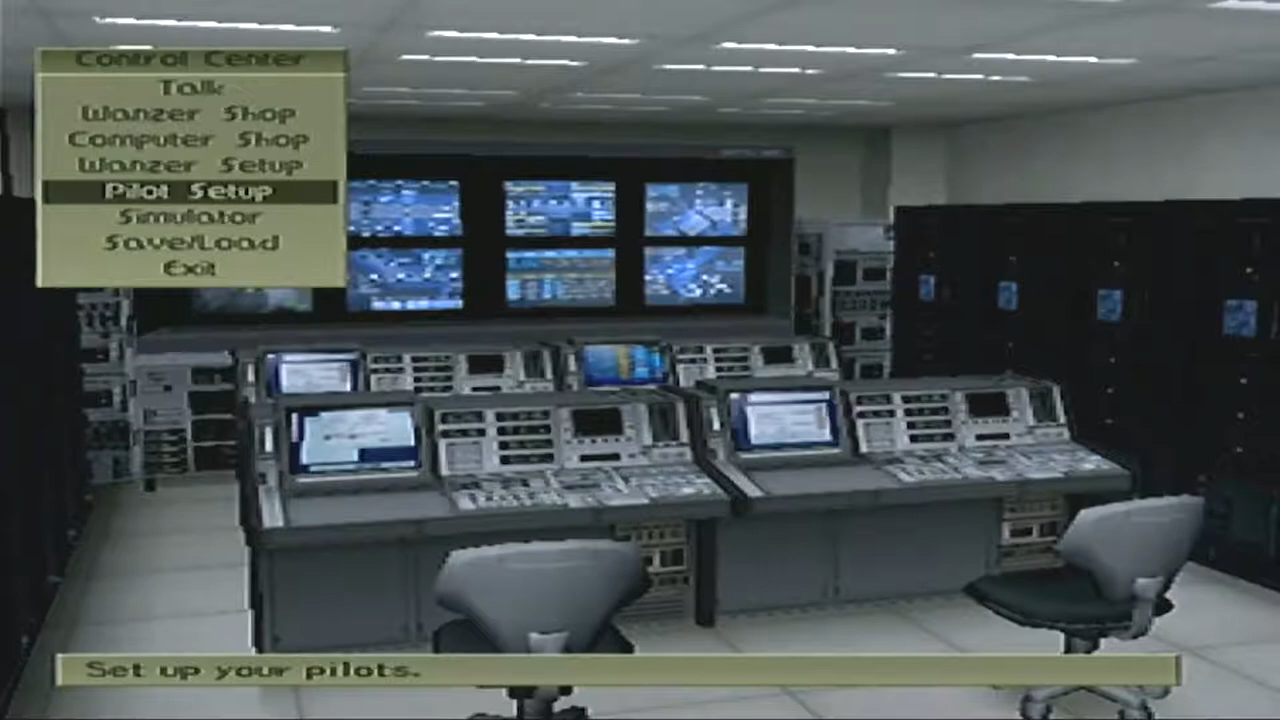 Control Center
Talk
Wanzer Shop
Computer Shop
Wanzer Setup
Pilot Setup
Simulator
Save/Load
Exit
Set up your pilots.